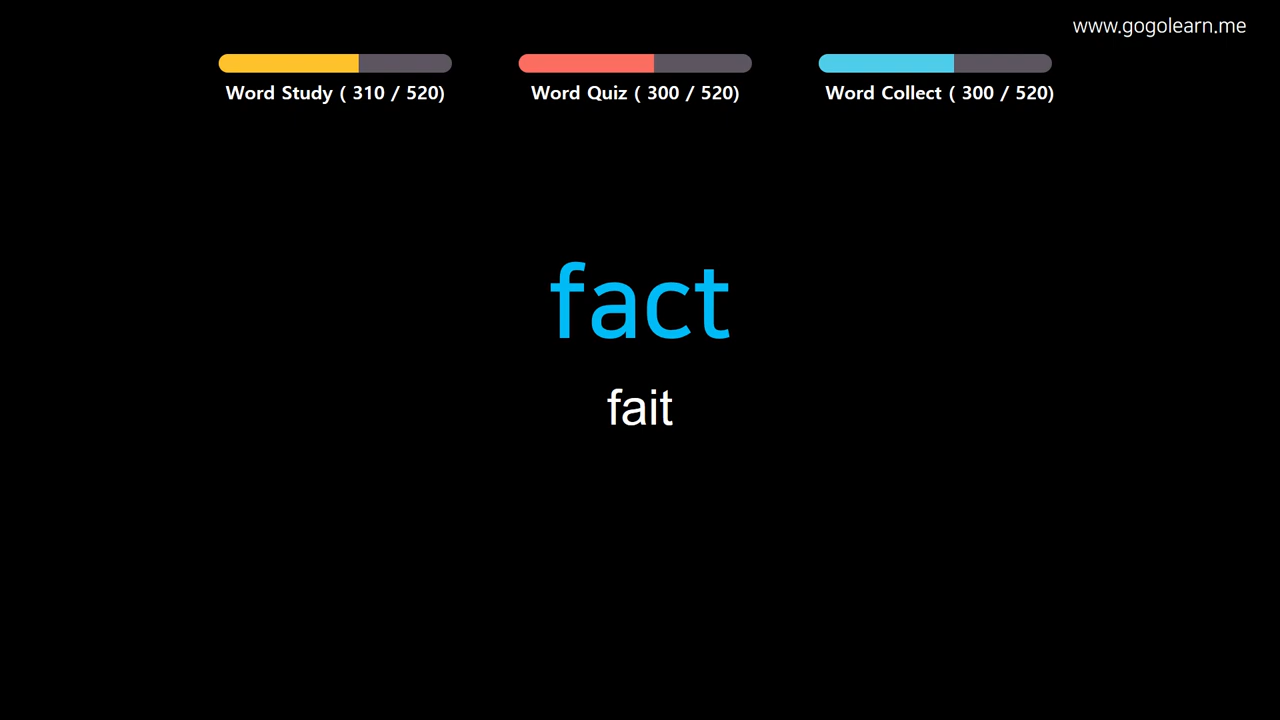 www.gogolearn.me
Word Study ( 310 / 520)
Word Quiz ( 300 / 520)
Word Collect ( 300 / 520)
fact
fait